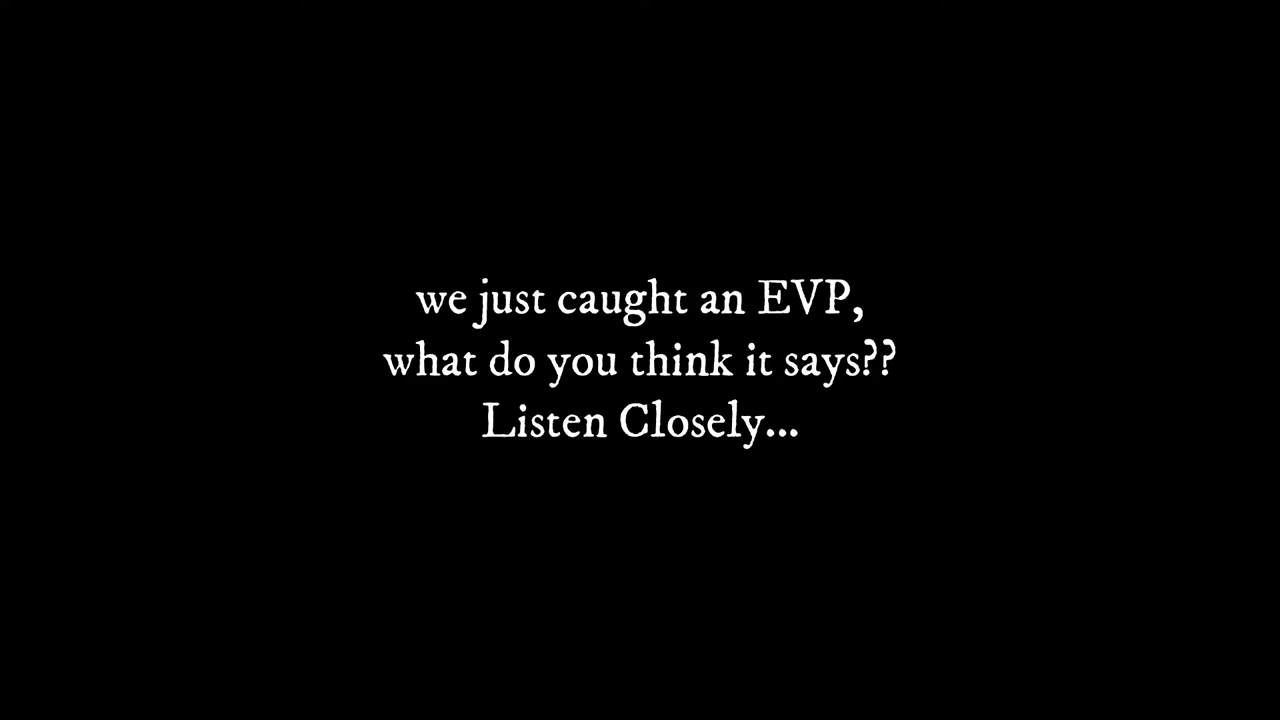 we just caught an EVP,
what do you think it says??
Listen Closely...